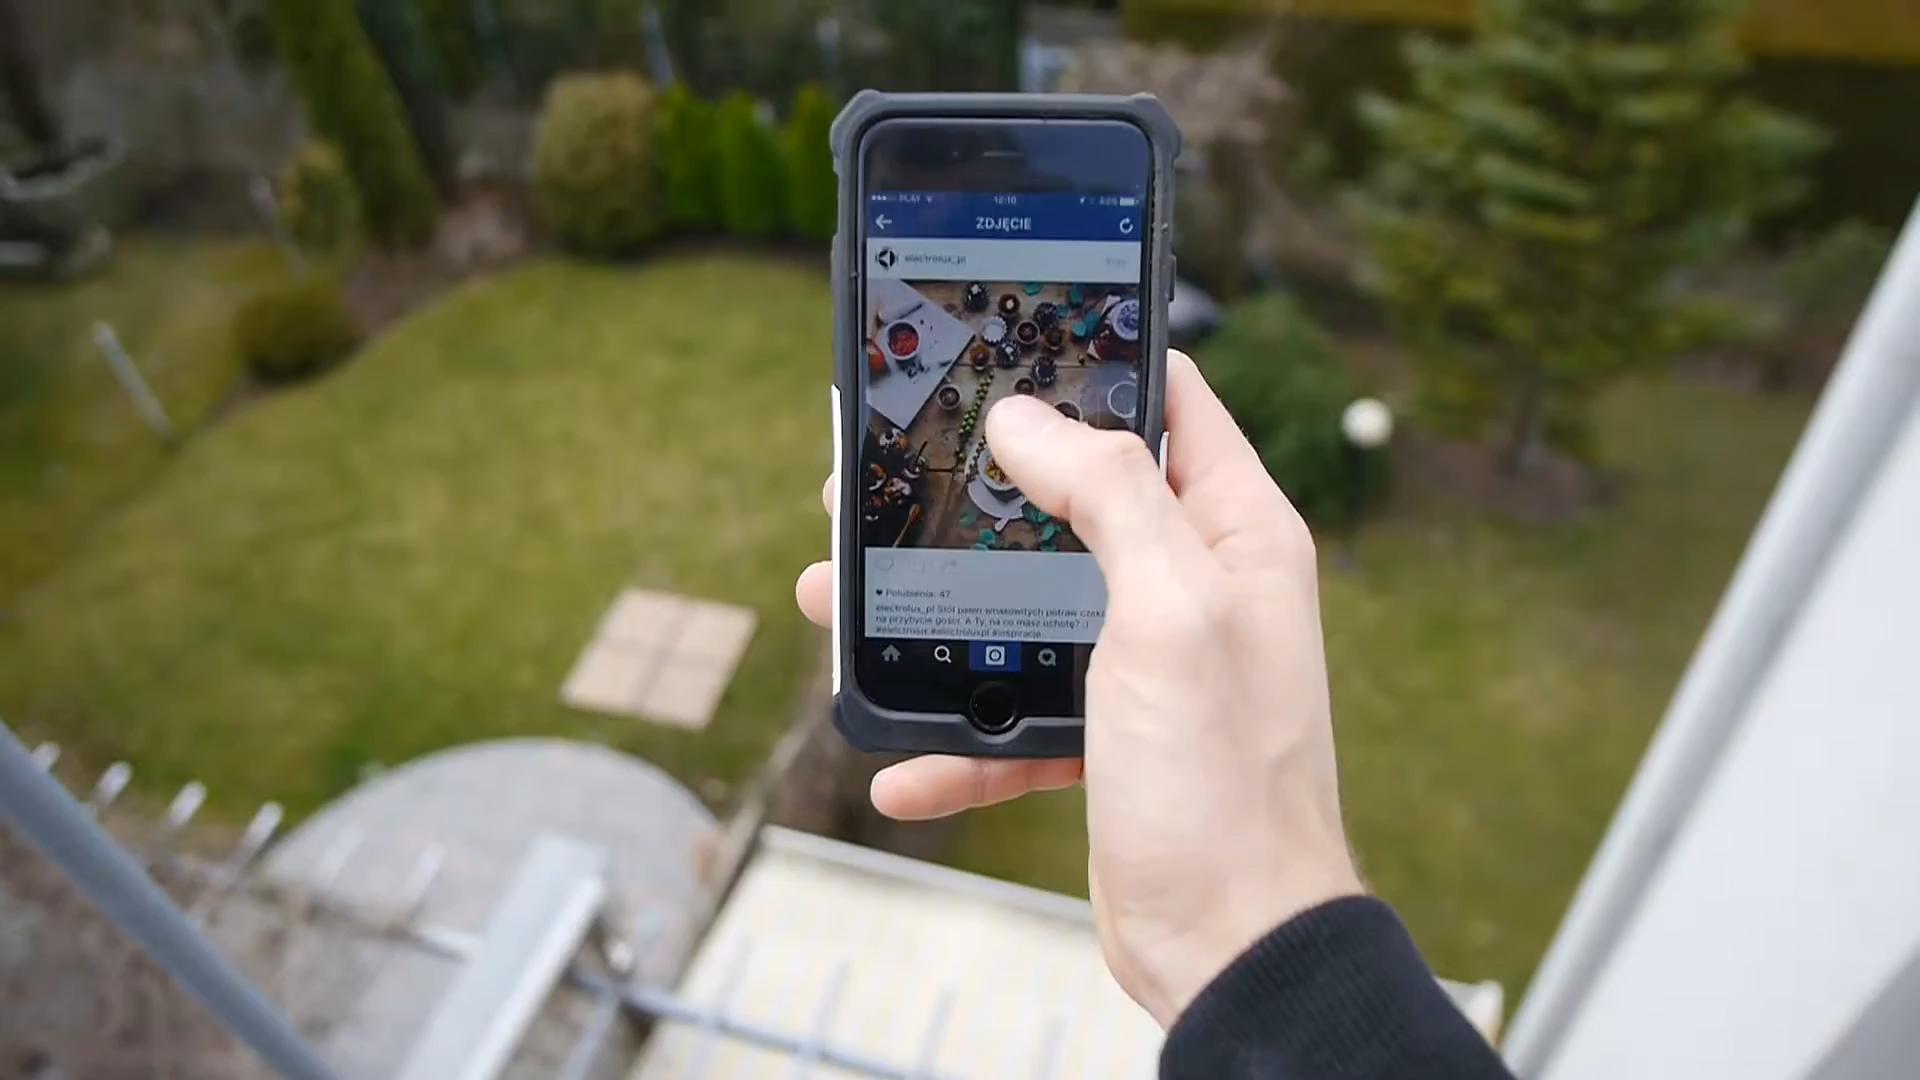 PLAY 12:18
ZDJĘCIE
electrolux_pl
Polubienia: 47
electrolux_pl Stół pełen smakowitych potraw czeka
na przybycie gości. A Ty, na co masz ochotę? :)
#electrolux #electroluxpl #inspiracje